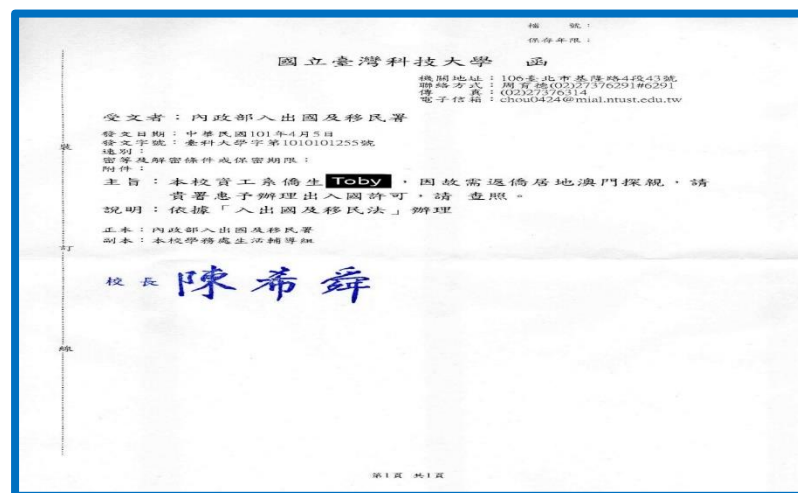 檔　　號：
保存年限：
國立臺灣科技大學　函
機關地址：106臺北市基隆路4段43號
聯絡方式：周育德(02)27376291#6291
傳　　真：(02)27376314
電子信箱：chou0424@mial.ntust.edu.tw
受文者：內政部入出國及移民署
發文日期：中華民國101年4月5日
發文字號：臺科大學字第1010101255號
速別：
密等及解密條件或保密期限：
附件：
主旨：本校資工系僑生Toby，因故需返僑居地澳門探親，請
貴署惠予辦理出入國許可，請 查照。
說明：依據「入出國及移民法」辦理
正本：內政部入出國及移民署
副本：本校學務處生活輔導組
校長 陳希舜
裝
訂
線
第1頁 共1頁